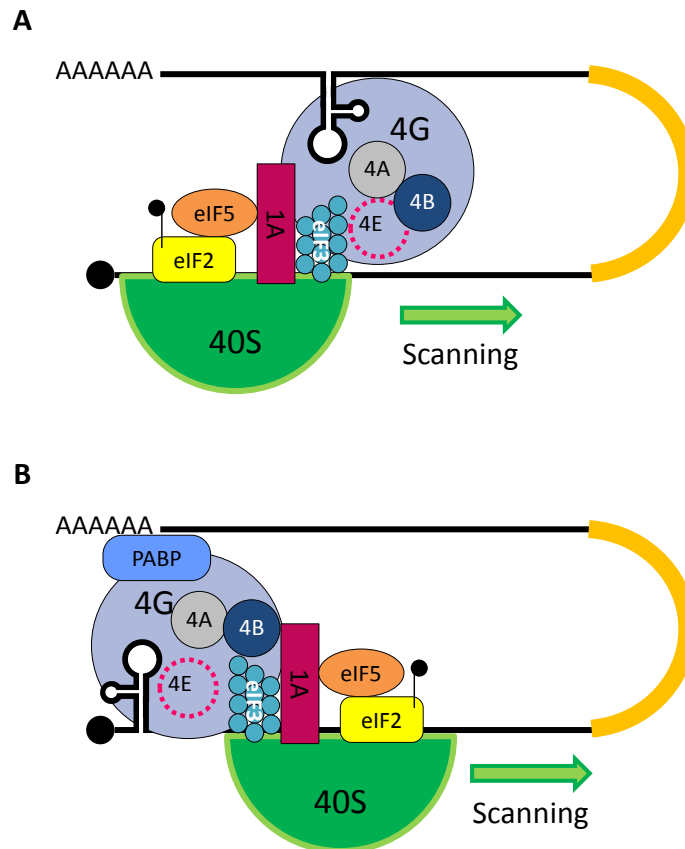 A
AAAAAA
4G
4A
4B
4E
eIF5
1A
eIF3
eIF2
40S
Scanning
B
AAAAAA
PABP
4G
4A
4B
4E
eIF3
1A
eIF5
eIF2
40S
Scanning